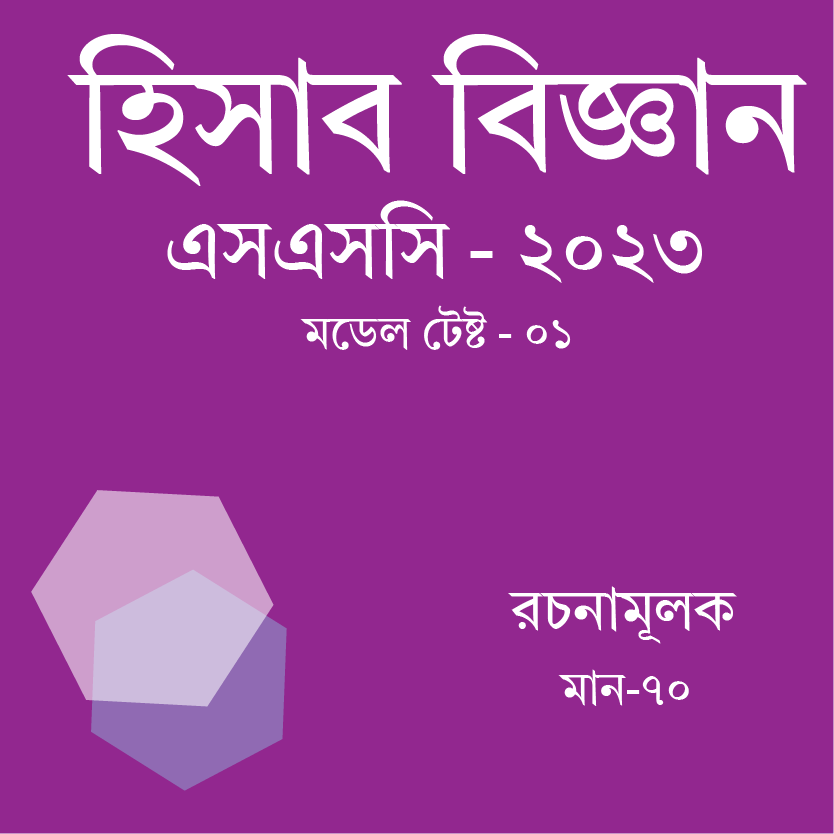 হিসাব বিজ্ঞান
এসএসসি - ২০২৩
মডেল টেষ্ট - ০১
রচনামূলক
মান-৭০